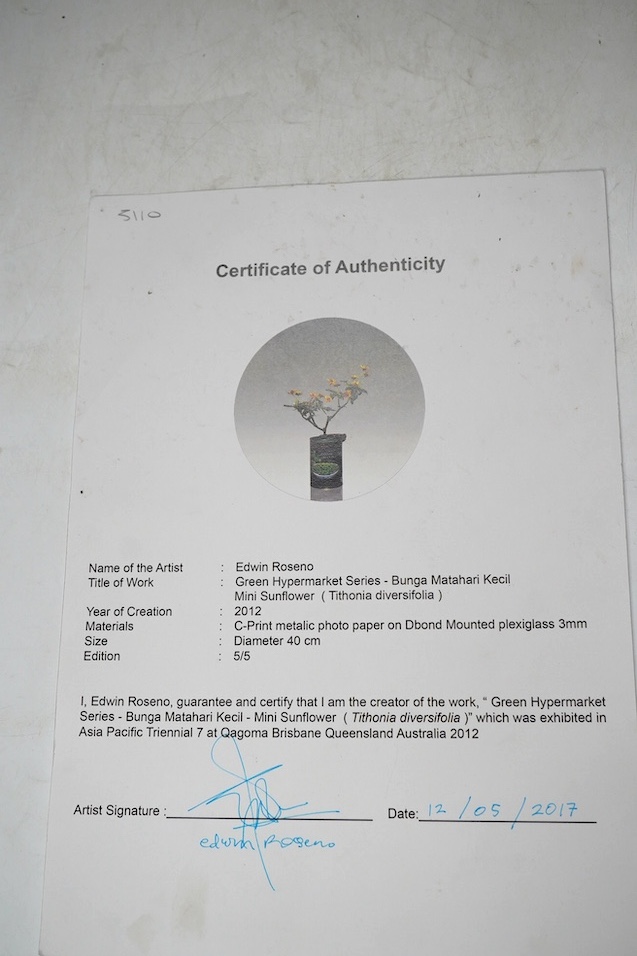 5110
Certificate of Authenticity
Name of the Artist : Edwin Roseno
Title of Work : Green Hypermarket Series - Bunga Matahari Kecil
Mini Sunflower ( Tithonia diversifolia )
Year of Creation : 2012
Materials : C-Print metalic photo paper on Dbond Mounted plexiglass 3mm
Size : Diameter 40 cm
Edition : 5/5
I, Edwin Roseno, guarantee and certify that I am the creator of the work, “ Green Hypermarket
Series - Bunga Matahari Kecil - Mini Sunflower ( Tithonia diversifolia )” which was exhibited in
Asia Pacific Triennial 7 at Qagoma Brisbane Queensland Australia 2012
Artist Signature : Date: 12 / 05 / 2017
edwin Roseno